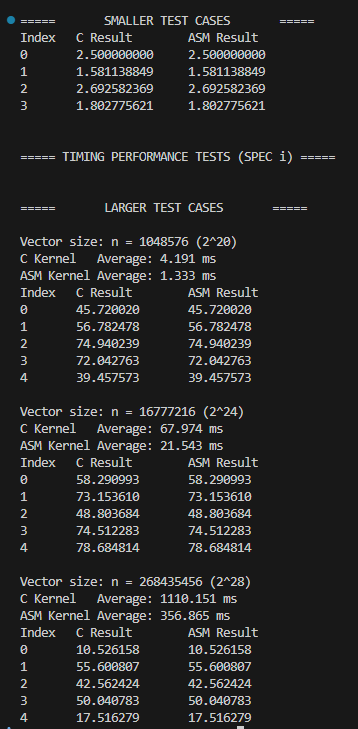 ===== SMALLER TEST CASES =====
Index C Result ASM Result
0 2.500000000 2.500000000
1 1.581138849 1.581138849
2 2.692582369 2.692582369
3 1.802775621 1.802775621
===== TIMING PERFORMANCE TESTS (SPEC i) =====
===== LARGER TEST CASES =====
Vector size: n = 1048576 (2^20)
C Kernel Average: 4.191 ms
ASM Kernel Average: 1.333 ms
Index C Result ASM Result
0 45.720020 45.720020
1 56.782478 56.782478
2 74.940239 74.940239
3 72.042763 72.042763
4 39.457573 39.457573
Vector size: n = 16777216 (2^24)
C Kernel Average: 67.974 ms
ASM Kernel Average: 21.543 ms
Index C Result ASM Result
0 58.290993 58.290993
1 73.153610 73.153610
2 48.803684 48.803684
3 74.512283 74.512283
4 78.684814 78.684814
Vector size: n = 268435456 (2^28)
C Kernel Average: 1110.151 ms
ASM Kernel Average: 356.865 ms
Index C Result ASM Result
0 10.526158 10.526158
1 55.600807 55.600807
2 42.562424 42.562424
3 50.040783 50.040783
4 17.516279 17.516279